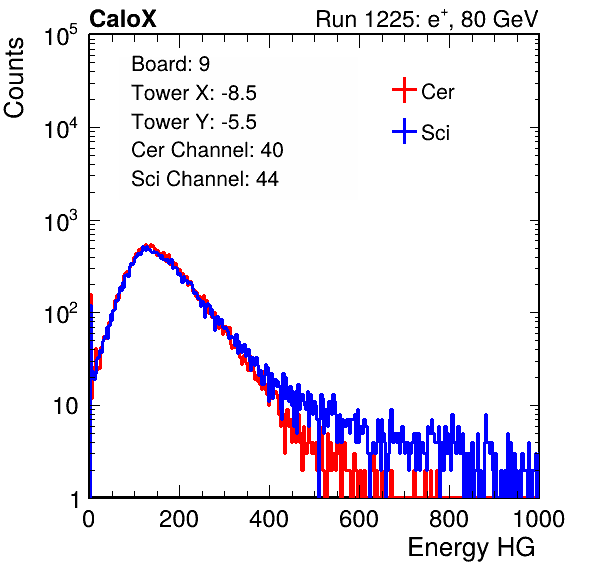 CaloX Run 1225: e⁺, 80 GeV
Counts
Board: 9
Tower X: -8.5
Tower Y: -5.5
Cer Channel: 40
Sci Channel: 44
Cer
Sci
10⁵
10⁴
10³
10²
10
1
0 200 400 600 800 1000
Energy HG